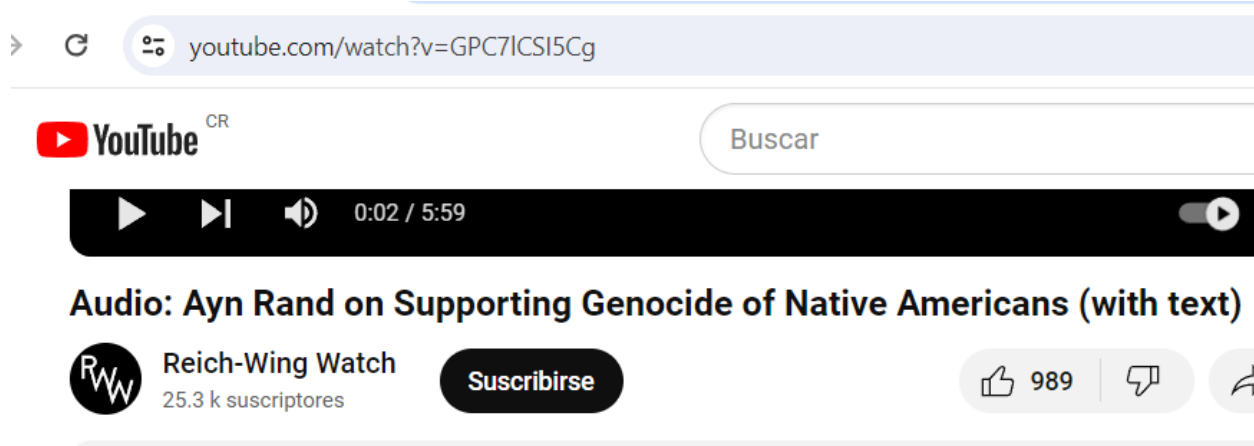 youtube.com/watch?v=GPC7lCSI5Cg
YouTube CR
Buscar
0:02 / 5:59
Audio: Ayn Rand on Supporting Genocide of Native Americans (with text)
RWW
Reich-Wing Watch
25.3 k suscriptores
Suscribirse
989